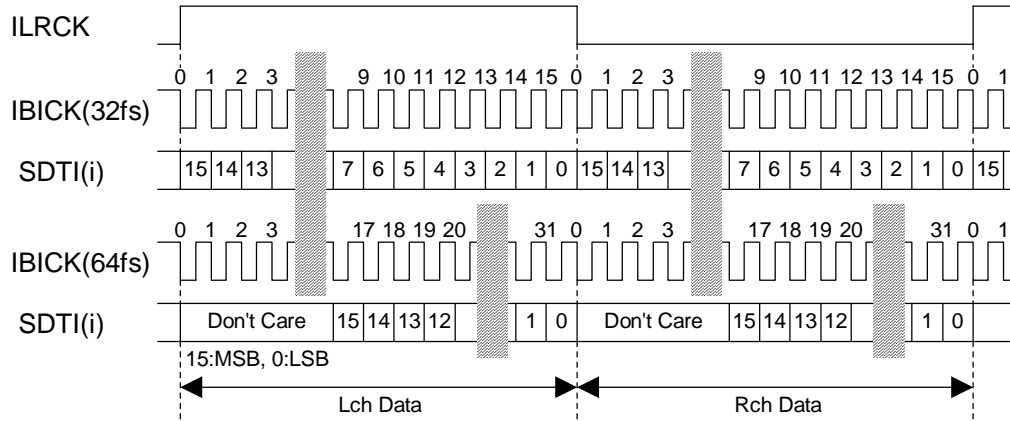 ILRCK
0 1 2 3 9 10 11 12 13 14 15 0 1 2 3 9 10 11 12 13 14 15 0 1
IBICK(32fs)
SDTI(i) 15 14 13 7 6 5 4 3 2 1 0 15 14 13 7 6 5 4 3 2 1 0 15
0 1 2 3 17 18 19 20 31 0 1 2 3 17 18 19 20 31 0 1
IBICK(64fs)
SDTI(i) Don't Care 15 14 13 12 1 0 Don't Care 15 14 13 12 1 0
15:MSB, 0:LSB
Lch Data Rch Data